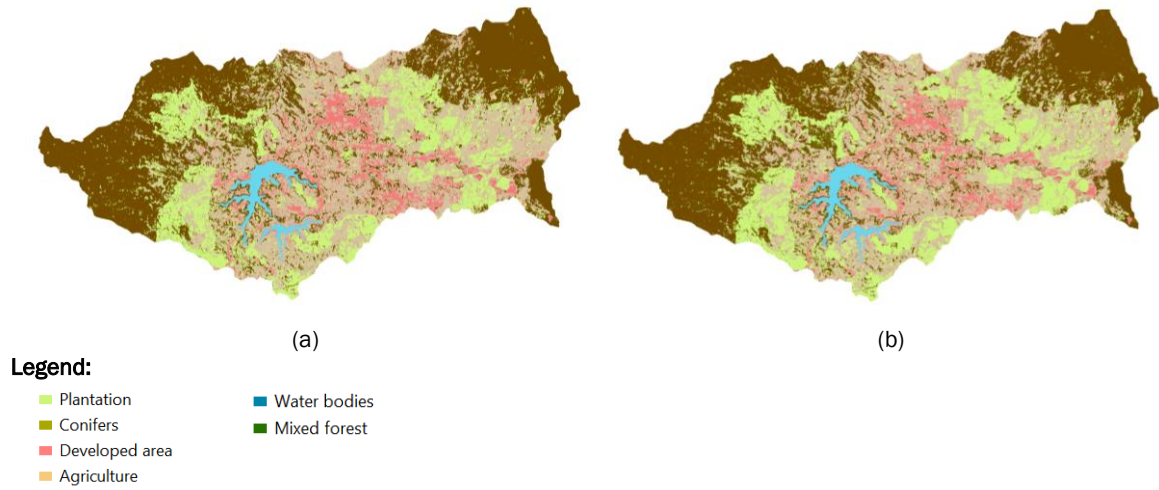 (a)
(b)
Legend:
Plantation
Conifers
Developed area
Agriculture
Water bodies
Mixed forest